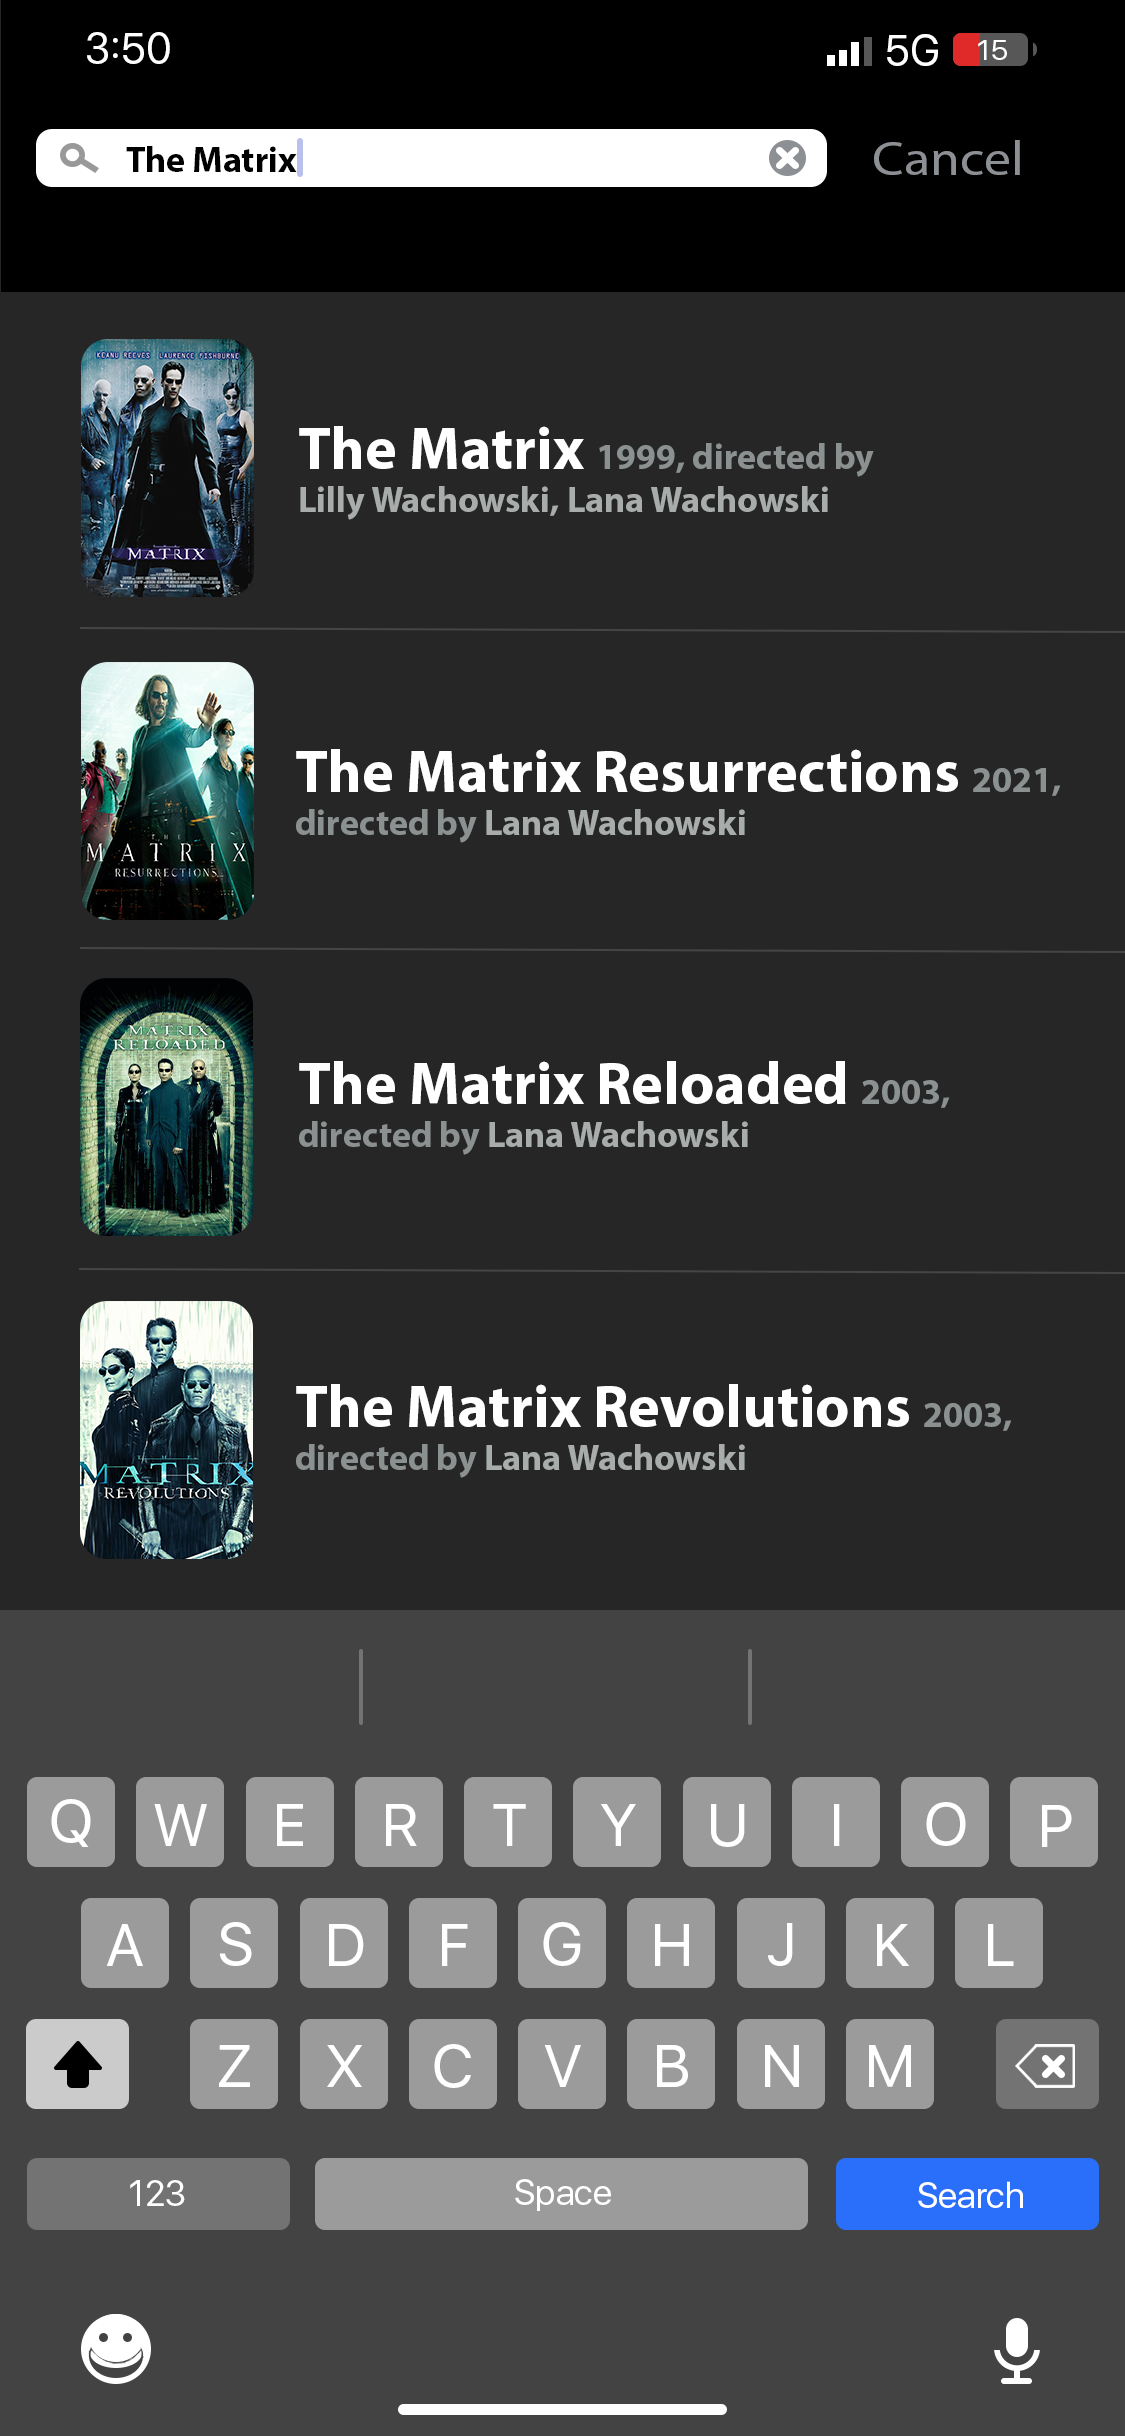 3:50
5G 15
The Matrix
Cancel
KEANU REEVES LAURENCE FISHBURNE
MATRIX
The Matrix 1999, directed by
Lilly Wachowski, Lana Wachowski
THE
MATRIX
RESURRECTIONS
The Matrix Resurrections 2021,
directed by Lana Wachowski
MATRIX
RELOADED
The Matrix Reloaded 2003,
directed by Lana Wachowski
MATRIX
REVOLUTIONS
The Matrix Revolutions 2003,
directed by Lana Wachowski
Q W E R T Y U I O P
A S D F G H J K L
Z X C V B N M
123 Space Search